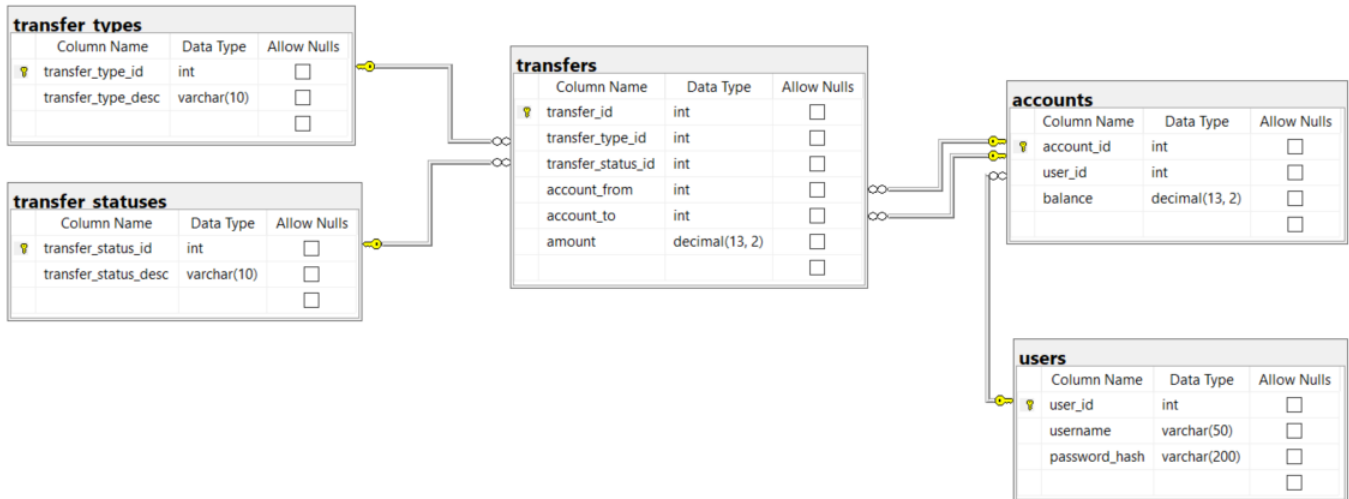 transfer_types
Column Name Data Type Allow Nulls
transfer_type_id int
transfer_type_desc varchar(10)
transfer_statuses
Column Name Data Type Allow Nulls
transfer_status_id int
transfer_status_desc varchar(10)
transfers
Column Name Data Type Allow Nulls
transfer_id int
transfer_type_id int
transfer_status_id int
account_from int
account_to int
amount decimal(13, 2)
accounts
Column Name Data Type Allow Nulls
account_id int
user_id int
balance decimal(13, 2)
users
Column Name Data Type Allow Nulls
user_id int
username varchar(50)
password_hash varchar(200)